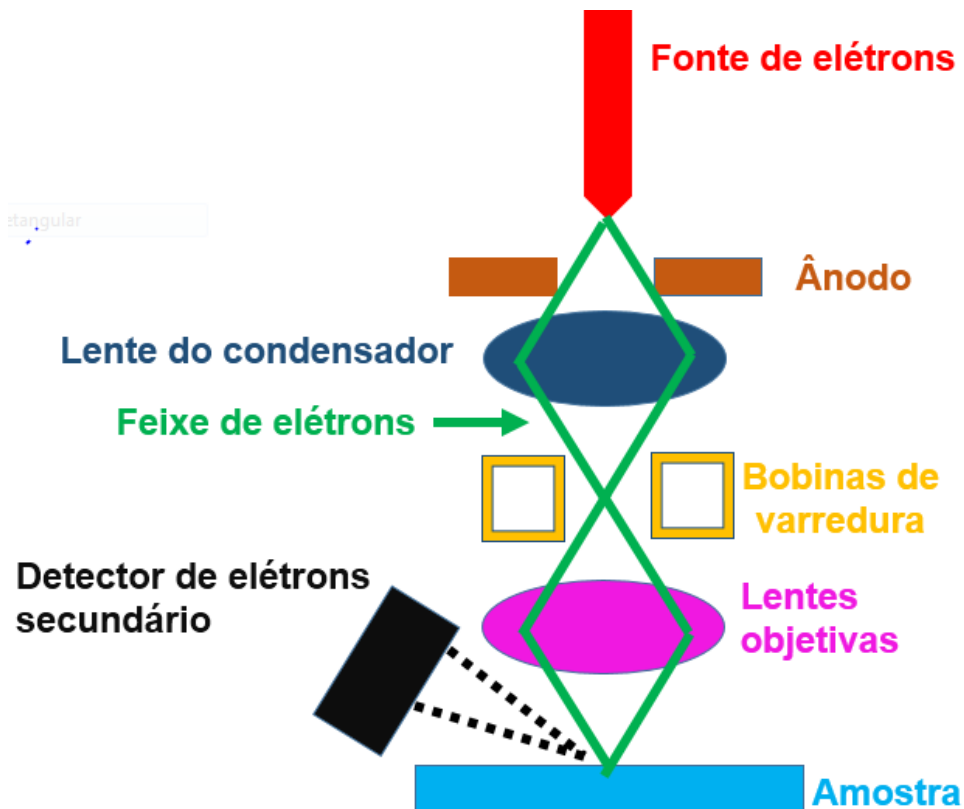 Fonte de elétrons
etangular
Ânodo
Lente do condensador
Feixe de elétrons
Bobinas de
varredura
Detector de elétrons
secundário
Lentes
objetivas
Amostra